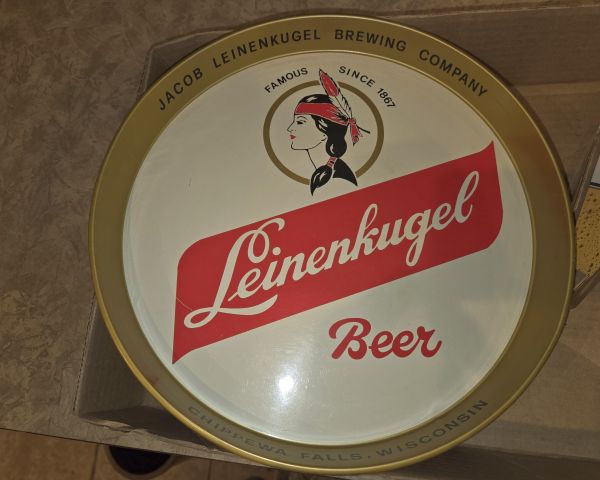 JACOB LEINENKUGEL BREWING COMPANY
FAMOUS SINCE 1867
Leinenkugel
Beer
CHIPPEWA FALLS, WISCONSIN